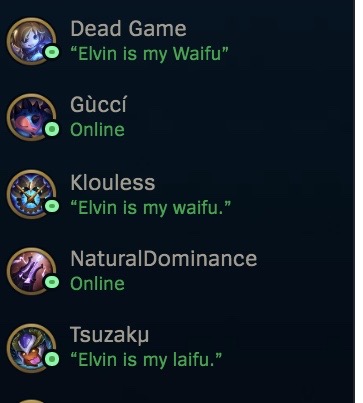 Dead Game
“Elvin is my Waifu”
Gùccí
Online
Klouless
“Elvin is my waifu.”
NaturalDominance
Online
Tsuzakµ
“Elvin is my laifu.”